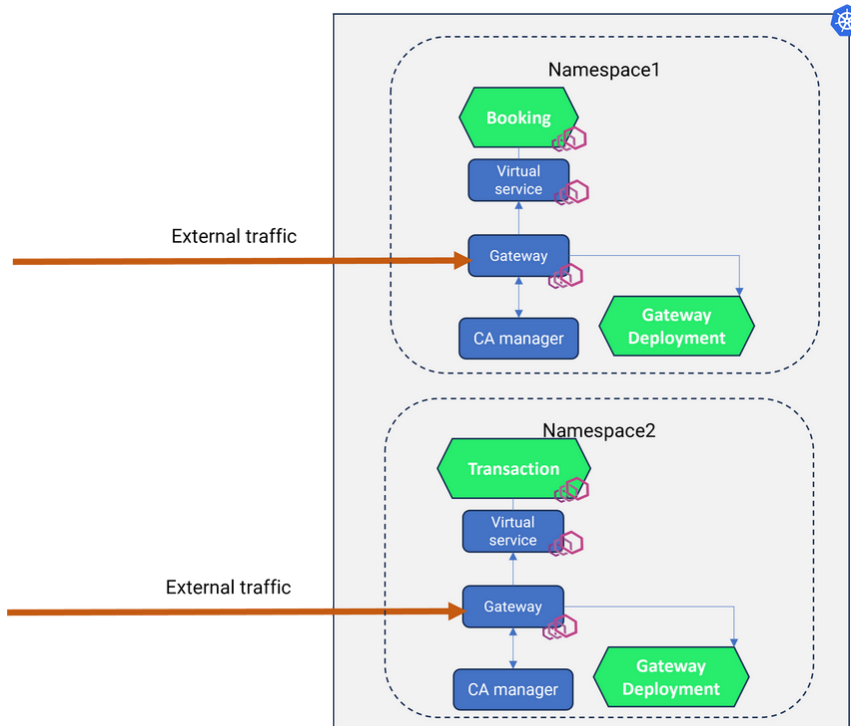 Namespace1
Booking
Virtual
service
External traffic
Gateway
Gateway
Deployment
CA manager
Namespace2
Transaction
Virtual
service
External traffic
Gateway
Gateway
Deployment
CA manager